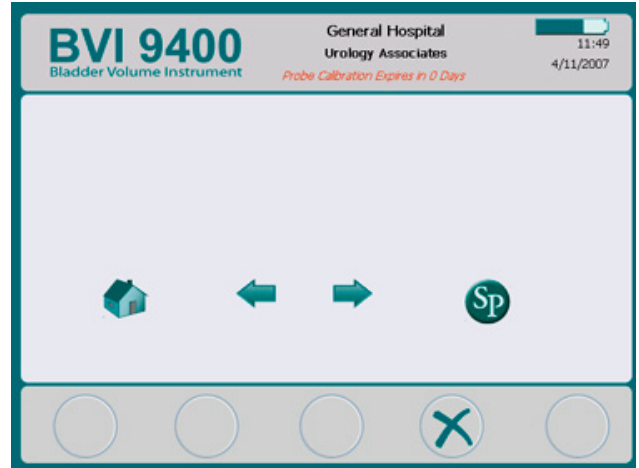 BVI 9400
Bladder Volume Instrument
General Hospital
Urology Associates
Probe Calibration Expires in 0 Days
11:49
4/11/2007
SP